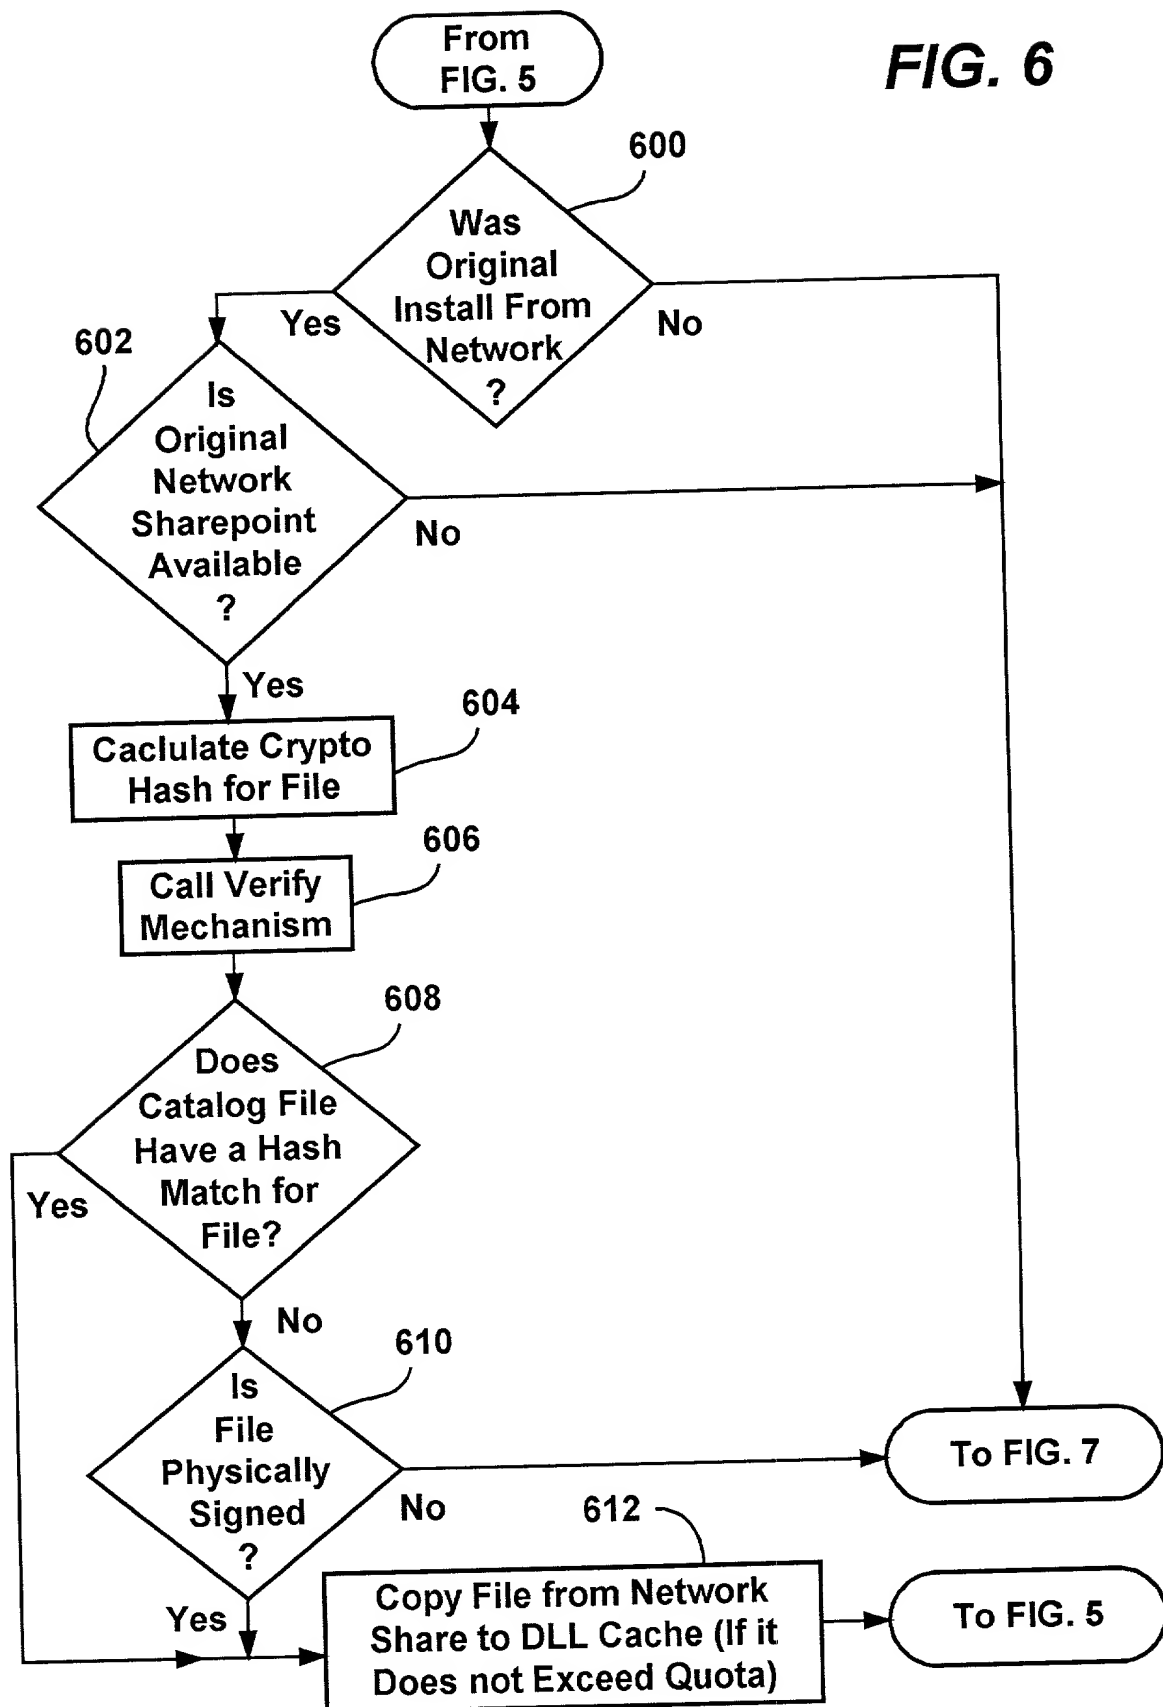 From
FIG. 5
FIG. 6
600
Was
Original
Install From
Network
?
Yes
No
602
Is
Original
Network
Sharepoint
Available
?
No
Yes
604
Caclulate Crypto
Hash for File
606
Call Verify
Mechanism
608
Does
Catalog File
Have a Hash
Match for
File?
Yes
No
610
Is
File
Physically
Signed
?
No
To FIG. 7
Yes
612
Copy File from Network
Share to DLL Cache (If it
Does not Exceed Quota)
To FIG. 5